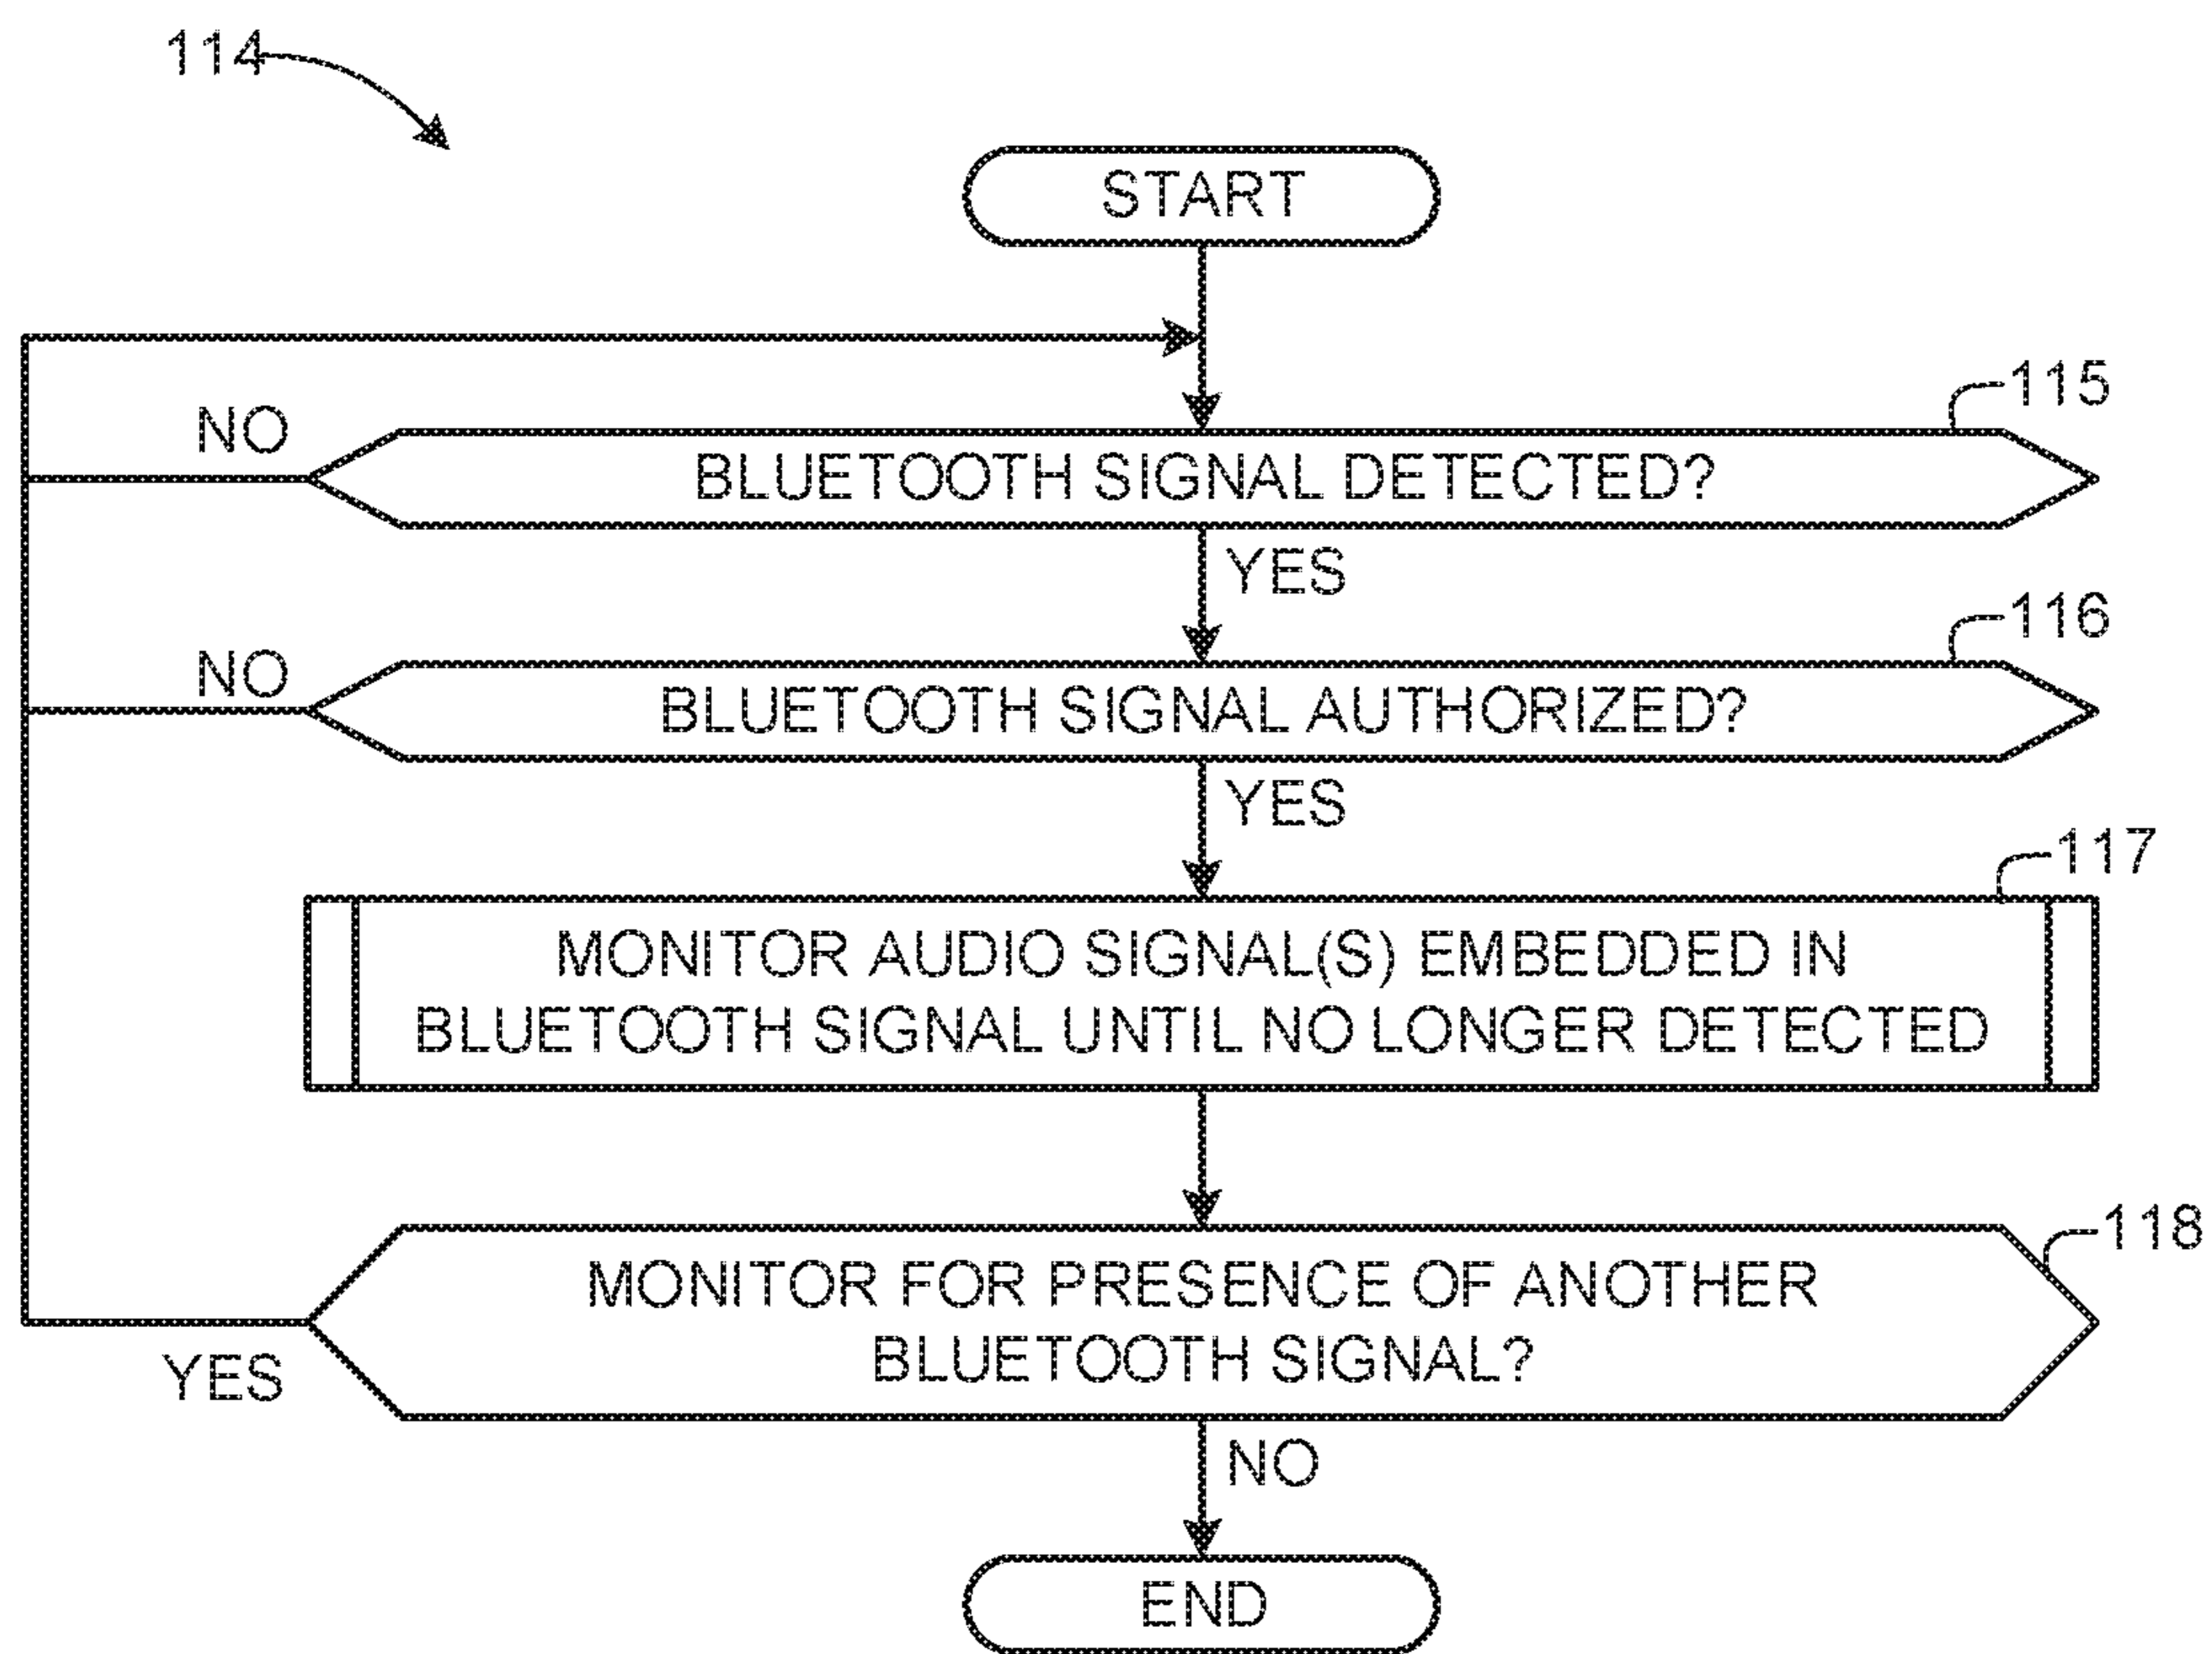 114
START
115
NO
BLUETOOTH SIGNAL DETECTED?
YES
116
NO
BLUETOOTH SIGNAL AUTHORIZED?
YES
117
MONITOR AUDIO SIGNAL(S) EMBEDDED IN
BLUETOOTH SIGNAL UNTIL NO LONGER DETECTED
118
MONITOR FOR PRESENCE OF ANOTHER
BLUETOOTH SIGNAL?
YES
NO
END